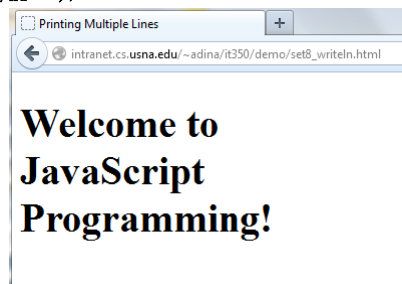 Printing Multiple Lines
+
intranet.cs.usna.edu/~adina/it350/demo/set8_writeln.html
Welcome to
JavaScript
Programming!